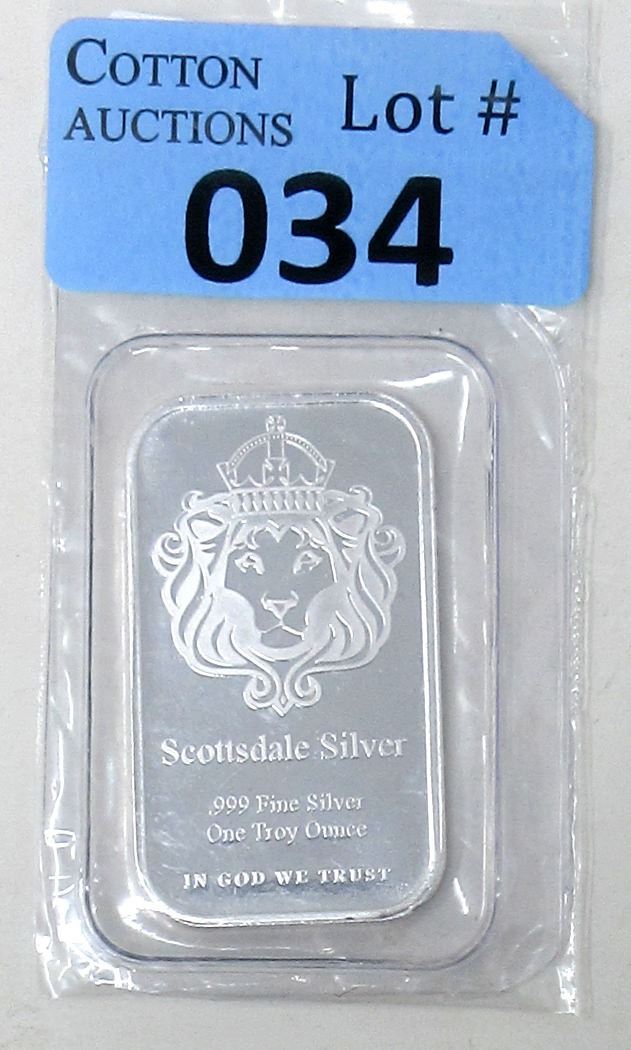 COTTON
AUCTIONS
Lot #
034
Scottsdale Silver
.999 Fine Silver
One Troy Ounce
IN GOD WE TRUST